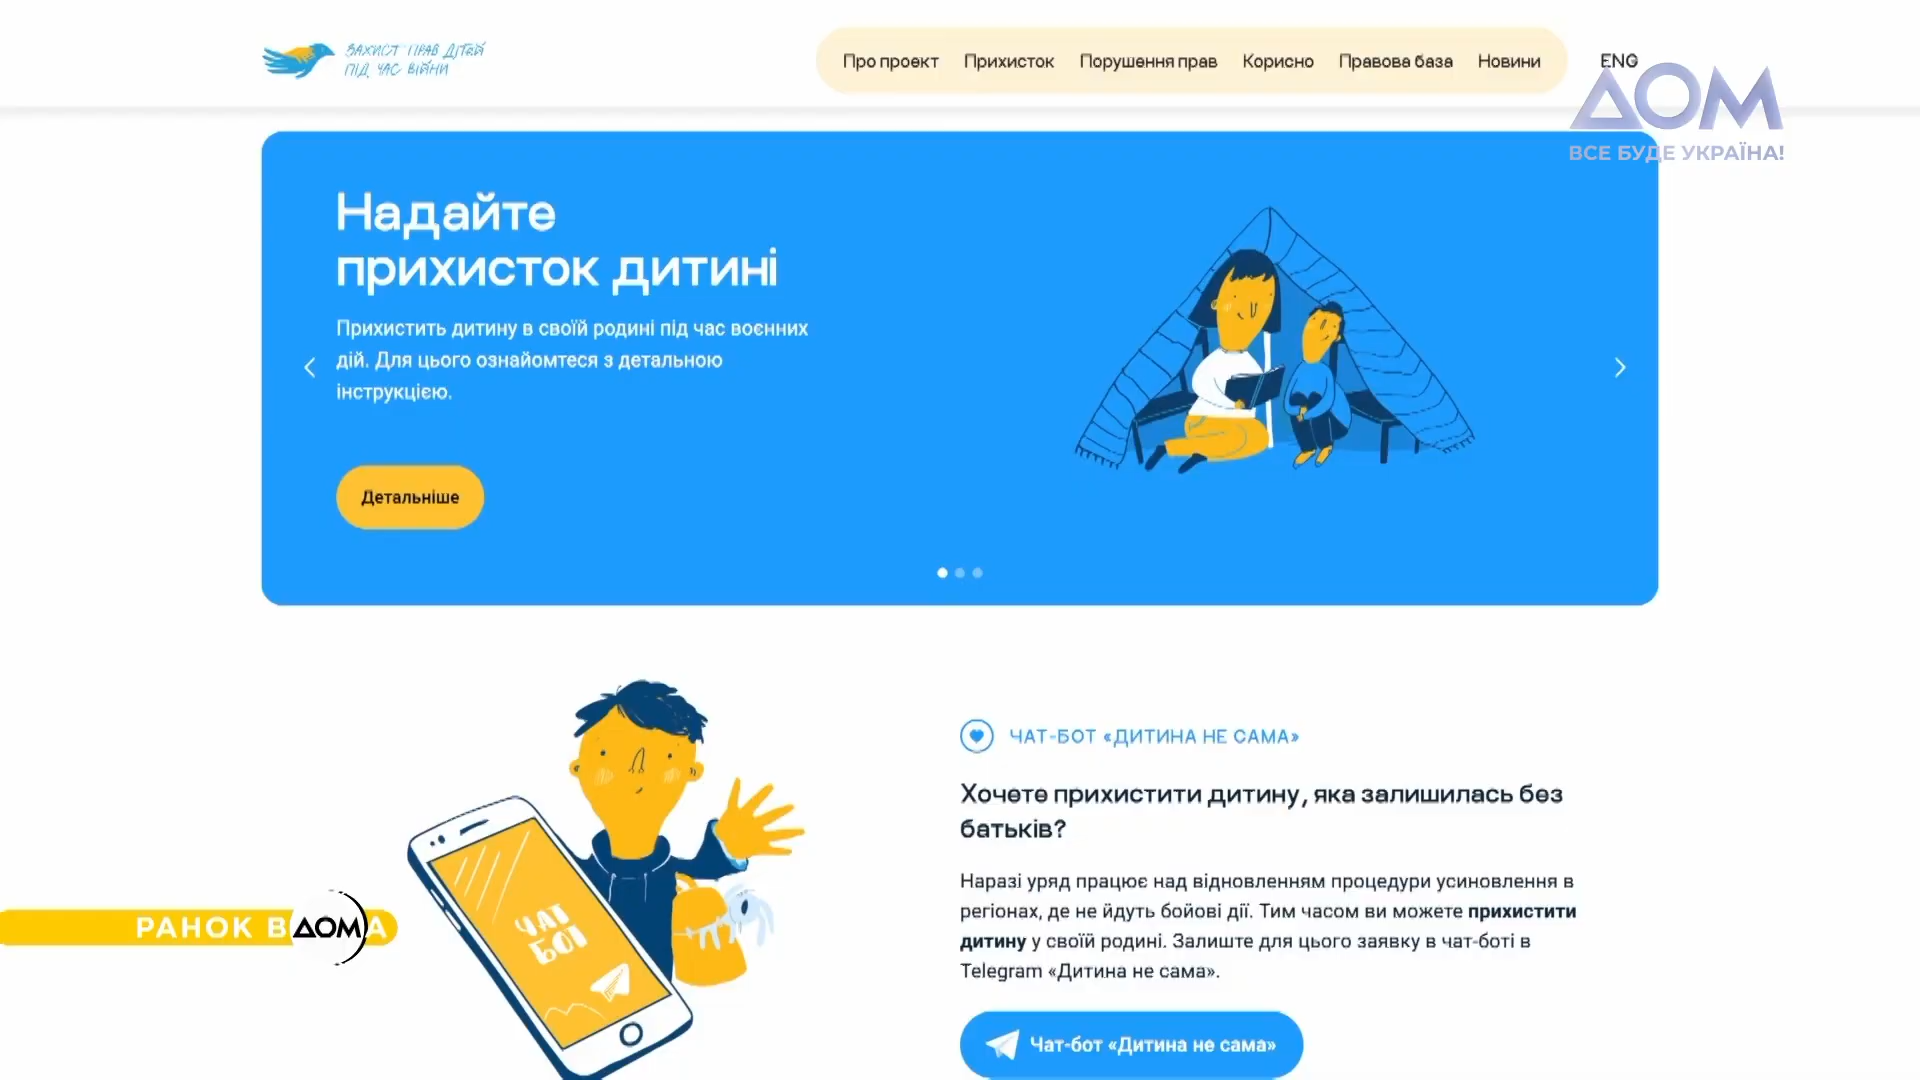 ЗАХИСТ ПРАВ ДІТЕЙ
ПІД ЧАС ВІЙНИ
Про проект Прихисток Порушення прав Корисно Правова база Новини ENG
ДОМ
ВСЕ БУДЕ УКРАЇНА!
Надайте
прихисток дитині
Прихистить дитину в своїй родині під час воєнних
дій. Для цього ознайомтеся з детальною
інструкцією.
Детальніше
ЧАТ-БОТ «ДИТИНА НЕ САМА»
Хочете прихистити дитину, яка залишилась без
батьків?
Наразі уряд працює над відновленням процедури усиновлення в
регіонах, де не йдуть бойові дії. Тим часом ви можете прихистити
дитину у своїй родині. Залиште для цього заявку в чат-боті в
Telegram «Дитина не сама».
Чат-бот «Дитина не сама»
ЧАТ
БОТ
РАНОК В ДОМА